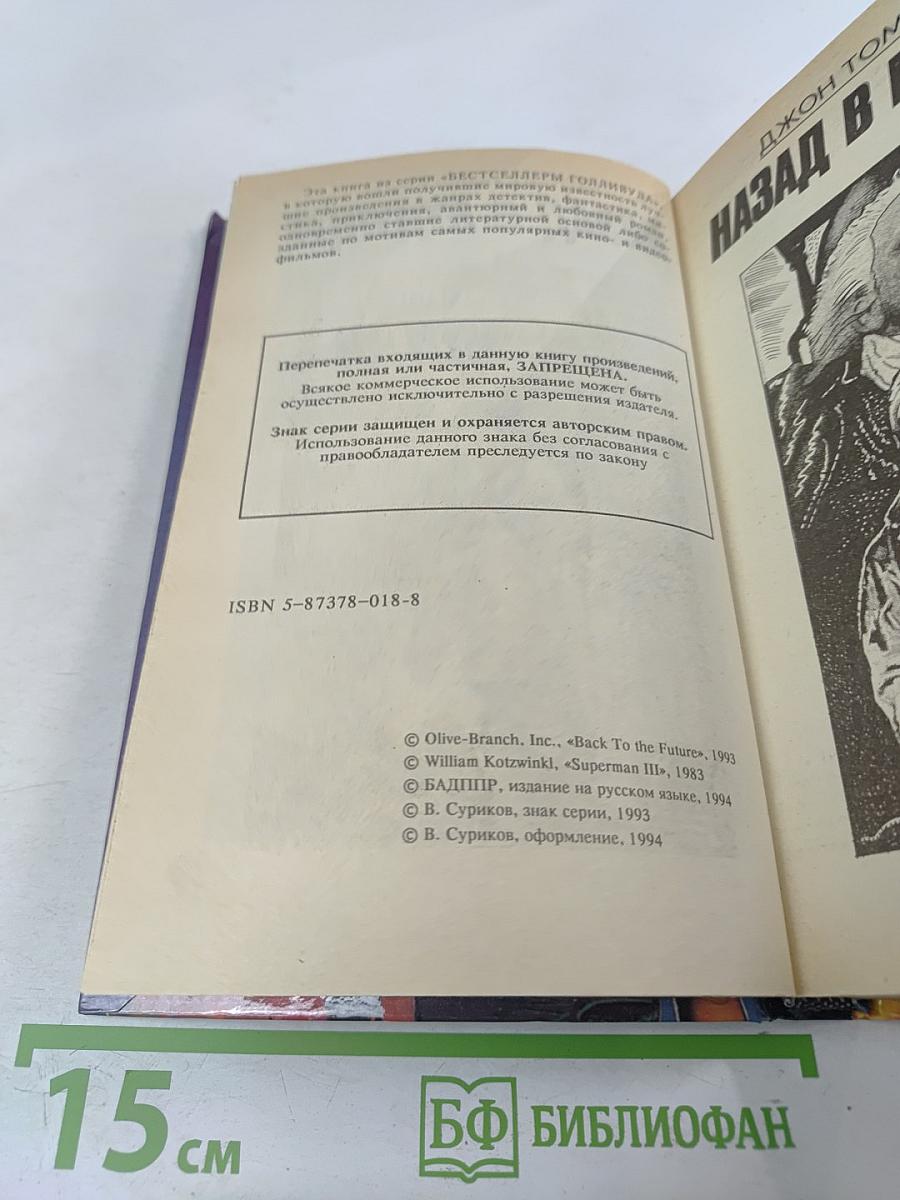 Эта книга из серии «БЕСТСЕЛЛЕРЫ ГОЛЛИВУДА»,
в которую вошли получившие мировую известность луч-
шие произведения в жанрах детектив, фантастика, ми-
стика, приключения, авантюрный и любовный роман,
одновременно ставшие литературной основой либо со-
зданные по мотивам самых популярных кино- и видео-
фильмов.
Перепечатка входящих в данную книгу произведений,
полная или частичная, ЗАПРЕЩЕНА.
Всякое коммерческое использование может быть
осуществлено исключительно с разрешения издателя.
Знак серии защищен и охраняется авторским правом.
Использование данного знака без согласования с
правообладателем преследуется по закону
ISBN 5-87378-018-8
© Olive-Branch, Inc., «Back To the Future», 1993
© William Kotzwinkl, «Superman III», 1983
© БАДППР, издание на русском языке, 1994
© В. Суриков, знак серии, 1993
© В. Суриков, оформление, 1994
ДЖОН ТОМ
НАЗАД В
15 см
БФ БИБЛИОФАН